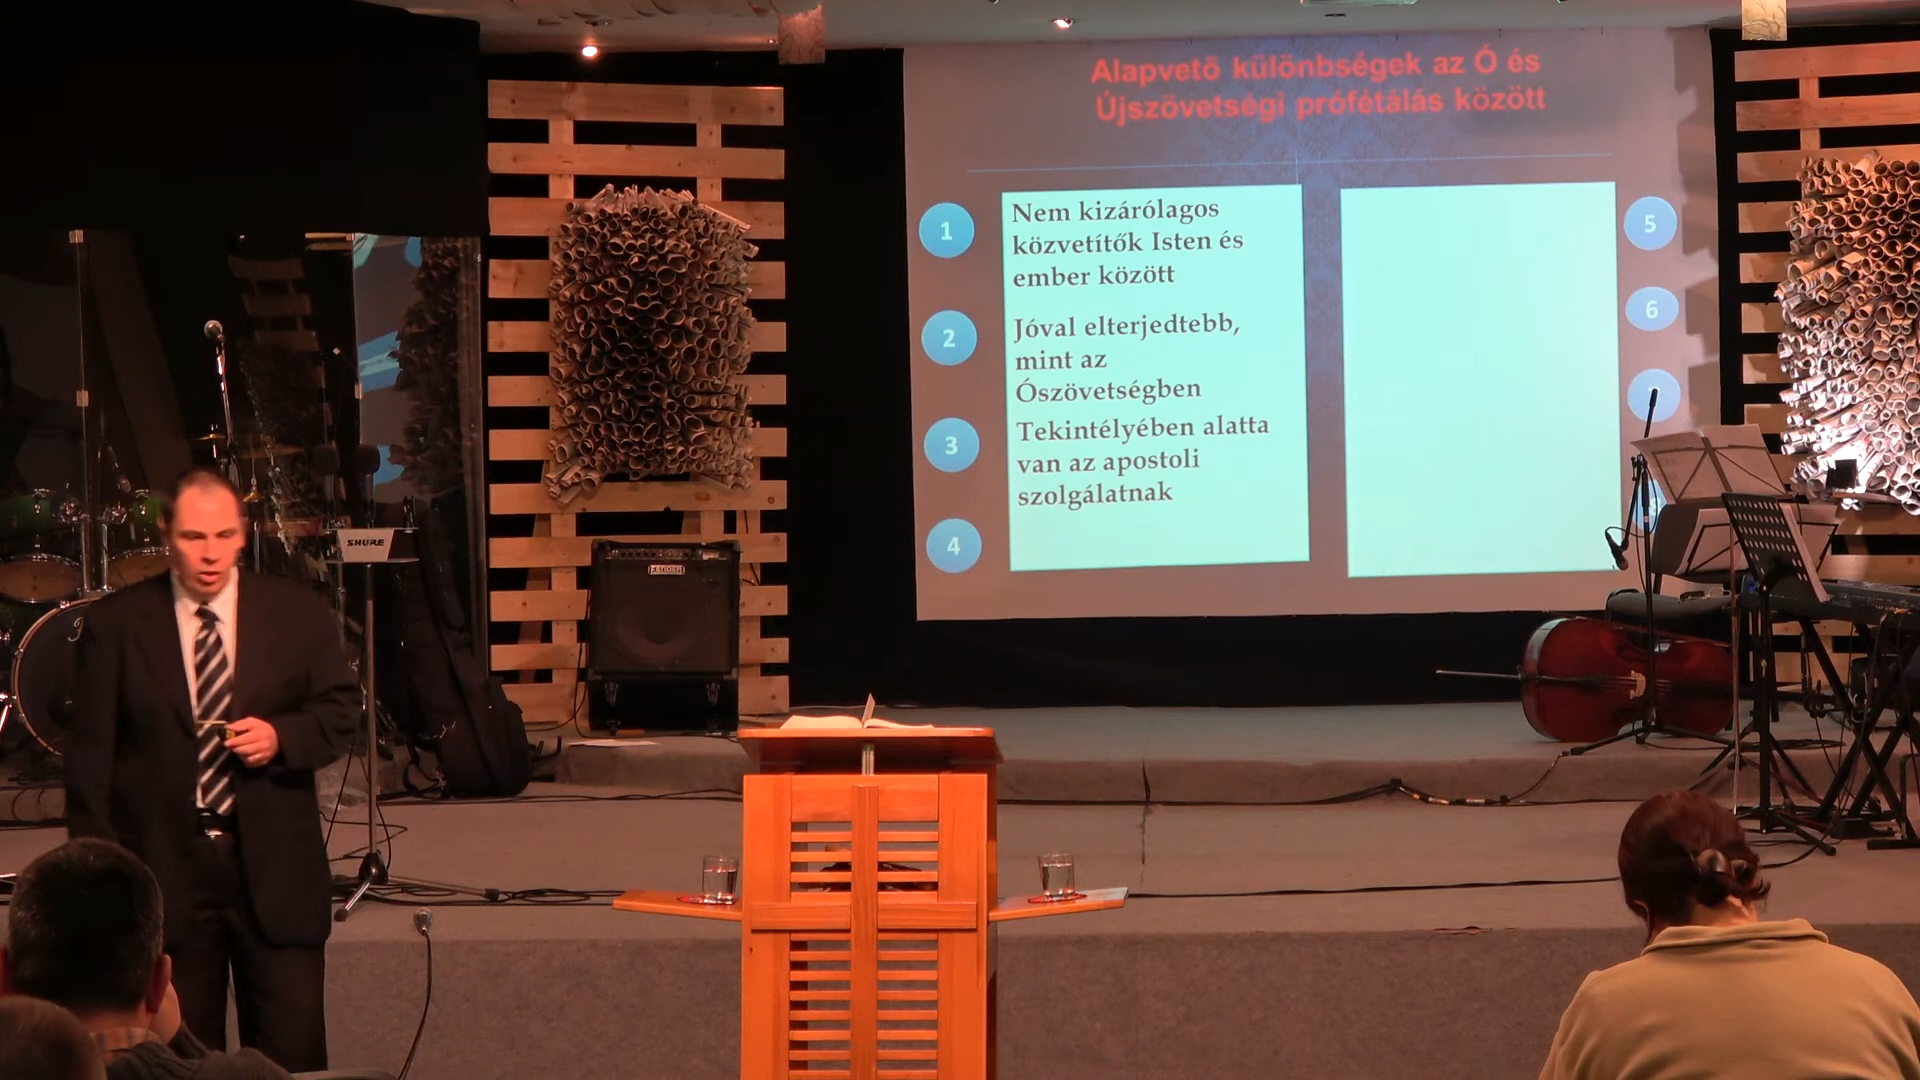 Alapvető különbségek az Ó és
Újszövetségi prófétálás között
1
Nem kizárólagos
közvetítők Isten és
ember között
2
Jóval elterjedtebb,
mint az
Ószövetségben
3
Tekintélyében alatta
van az apostoli
szolgálatnak
4
5
6
SHURE
FENDER